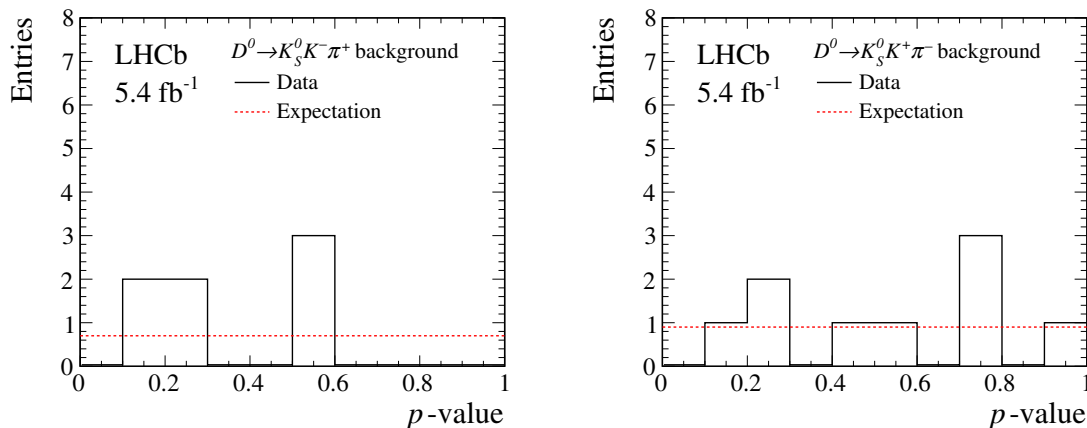 Entries
8
7
6
5
4
3
2
1
0
LHCb
5.4 fb⁻¹
D⁰→K_S⁰K⁻π⁺ background
Data
Expectation
0 0.2 0.4 0.6 0.8 1
p-value
Entries
8
7
6
5
4
3
2
1
0
LHCb
5.4 fb⁻¹
D⁰→K_S⁰K⁺π⁻ background
Data
Expectation
0 0.2 0.4 0.6 0.8 1
p-value